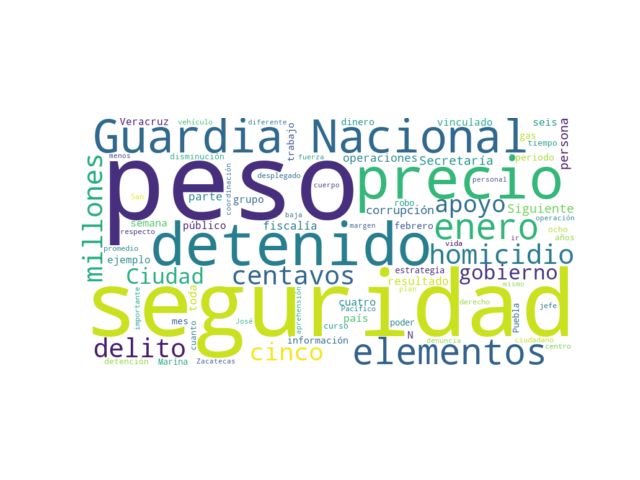 Veracruz vehículo diferente dinero vinculado seis
Guardia Nacional
trabajo gas
tiempo
persona
menos disminución fuerza operaciones Secretaría periodo
peso
precio
millones
San parte coordinación grupo desplegado cuerpo personal
robo apoyo Siguiente
semana corrupción
público fiscalía baja margen febrero enero operación
respecto ocho
detenido
vida ir años
promedio homicidio
ejemplo
Ciudad centavos estrategia gobierno
resultado mismo
toda plan
seguridad
importante cuatro Pacífico derecho jefe
país
mes cuanto José aprehensión curso poder Puebla
N
delito información denuncia ciudadano
cinco elementos centro
detención Marina Zacatecas